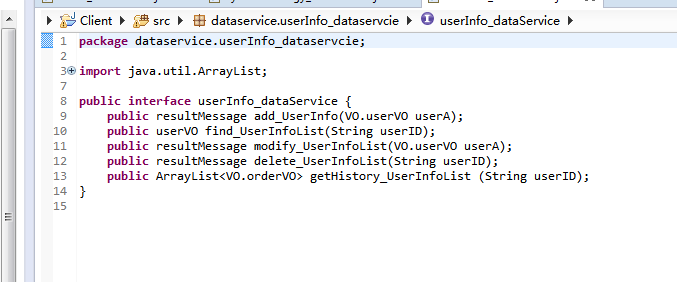 Client src dataservice.userInfo_dataservcie userInfo_dataService
1 package dataservice.userInfo_dataservcie;
2
3 import java.util.ArrayList;
7
8 public interface userInfo_dataService {
9 public resultMessage add_UserInfo(VO.userVO userA);
10 public userVO find_UserInfoList(String userID);
11 public resultMessage modify_UserInfoList(VO.userVO userA);
12 public resultMessage delete_UserInfoList(String userID);
13 public ArrayList<VO.orderVO> getHistory_UserInfoList (String userID);
14 }
15